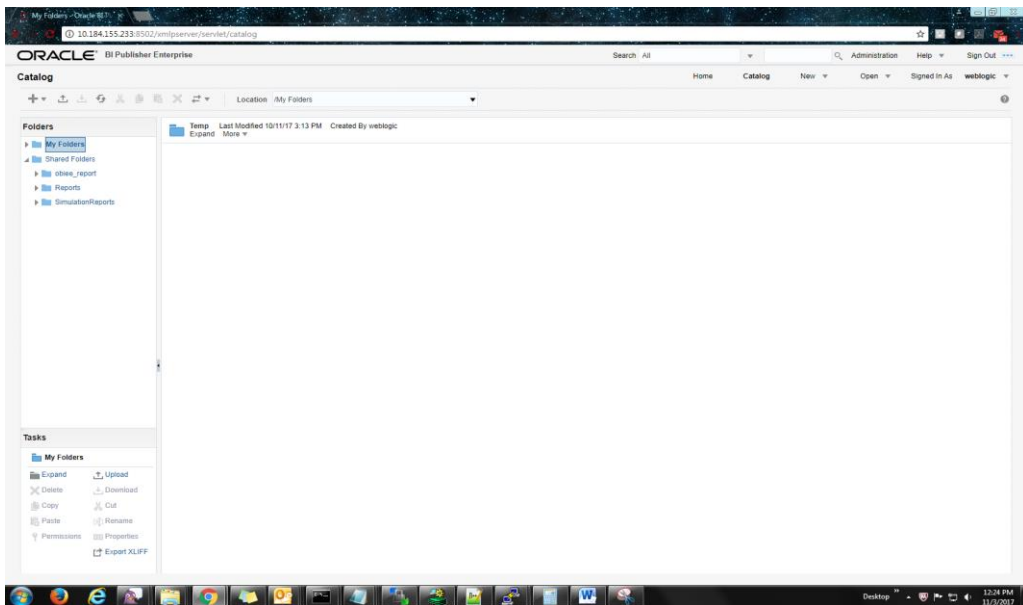 My Folders - Oracle BI
10.184.155.233:8502/xmlpserver/servlet/catalog
ORACLE BI Publisher Enterprise
Search All
Administration Help Sign Out
Catalog
Home Catalog New Open Signed In As weblogic
Location /My Folders
Folders
My Folders
Shared Folders
obiee_report
Reports
SimulationReports
Temp Last Modified 10/11/17 3:13 PM Created By weblogic
Expand More
Tasks
My Folders
Expand Upload
Delete Download
Copy Cut
Paste Rename
Permissions Properties
Export XLIFF
Desktop
12:24 PM
11/3/2017